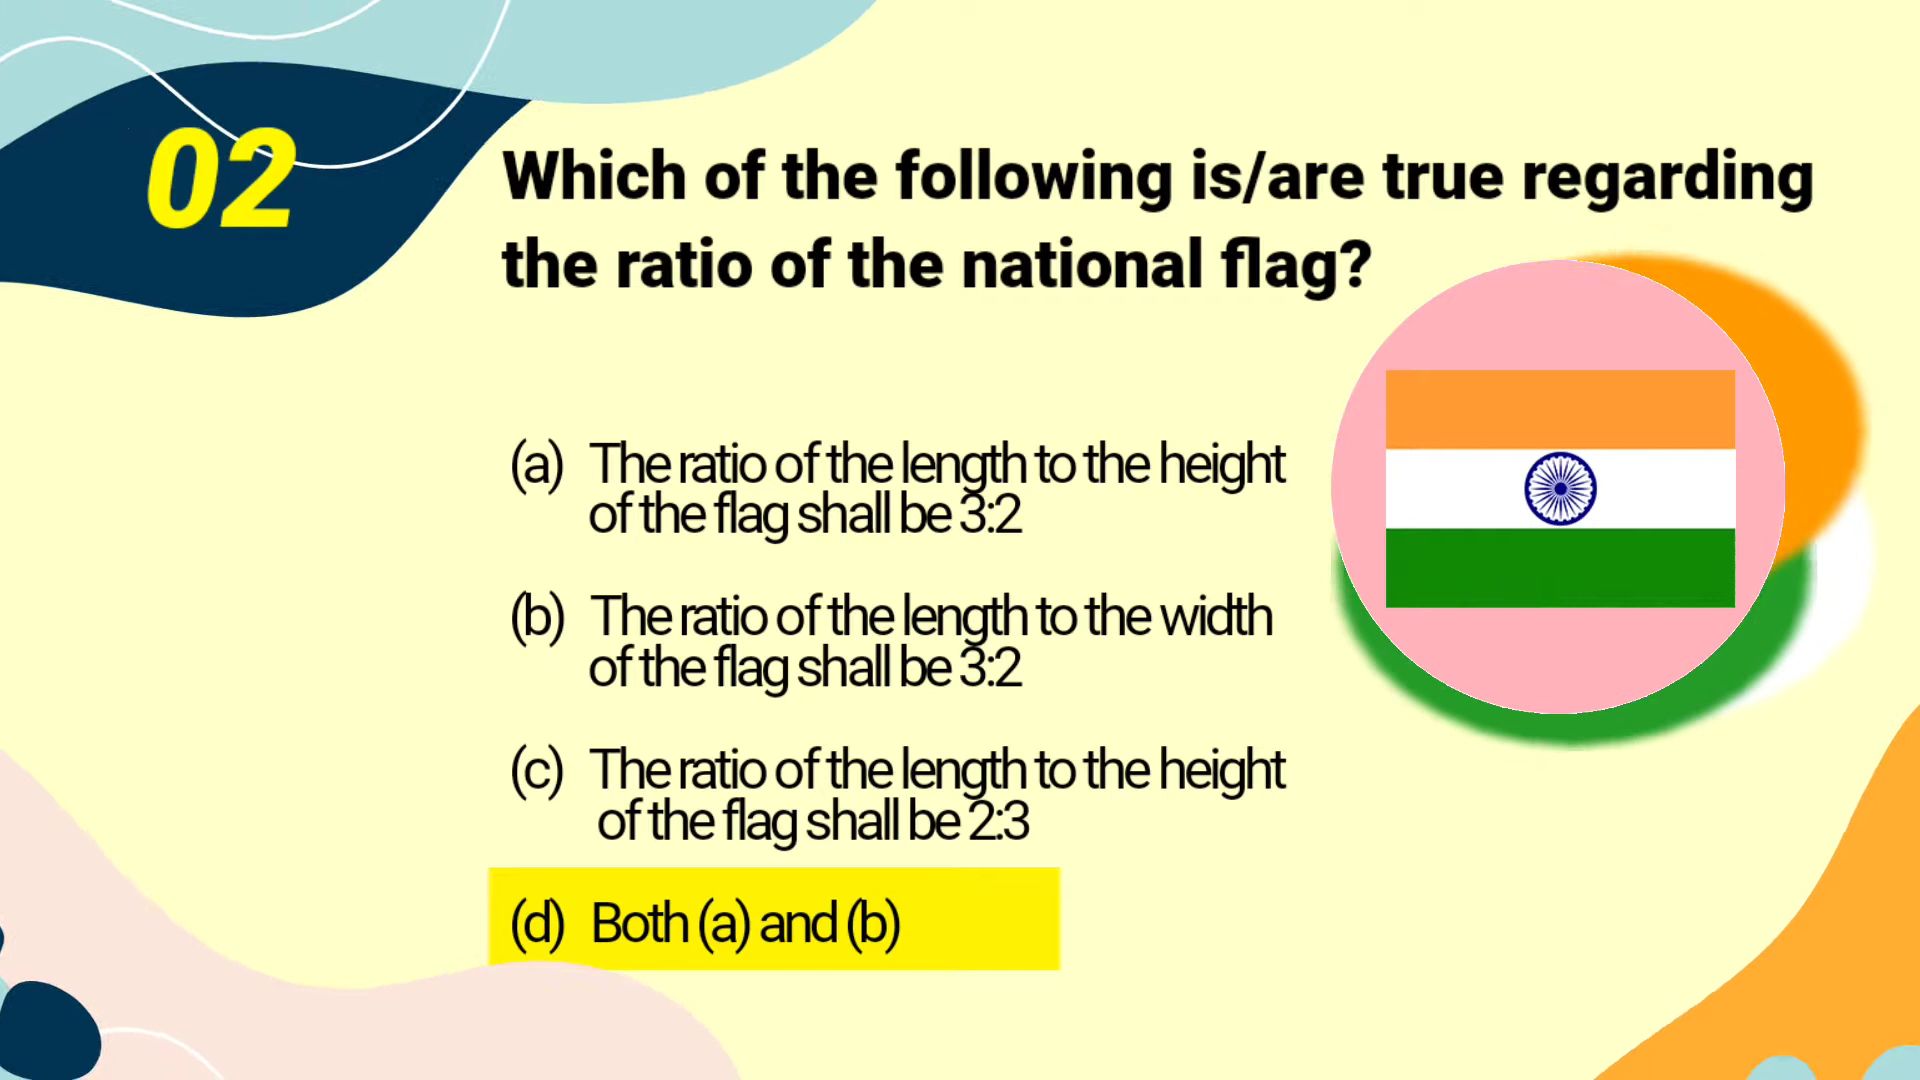 02
Which of the following is/are true regarding
the ratio of the national flag?
(a) The ratio of the length to the height
of the flag shall be 3:2
(b) The ratio of the length to the width
of the flag shall be 3:2
(c) The ratio of the length to the height
of the flag shall be 2:3
(d) Both (a) and (b)